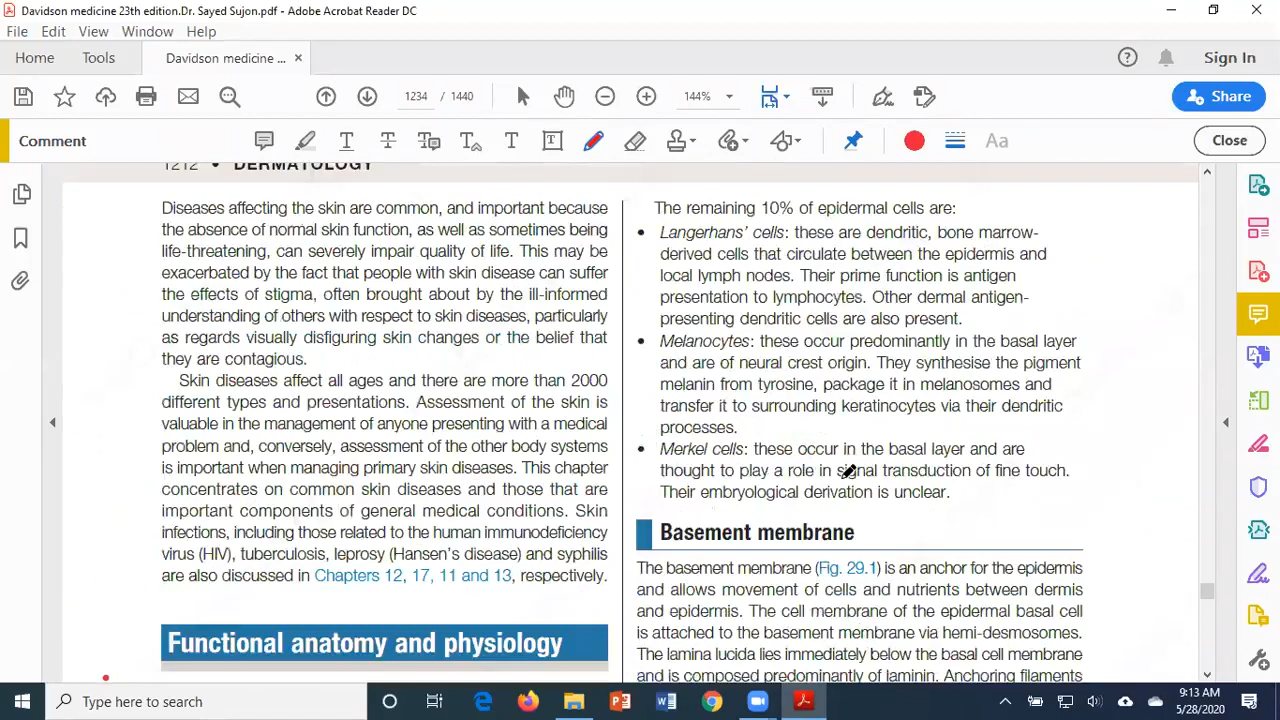 Davidson medicine 23th edition.Dr. Sayed Sujon.pdf - Adobe Acrobat Reader DC
File Edit View Window Help
Home Tools Davidson medicine ... × Sign In
1234 / 1440 144% Share
Comment Close
1212 • DERMATOLOGY
Diseases affecting the skin are common, and important because
the absence of normal skin function, as well as sometimes being
life-threatening, can severely impair quality of life. This may be
exacerbated by the fact that people with skin disease can suffer
the effects of stigma, often brought about by the ill-informed
understanding of others with respect to skin diseases, particularly
as regards visually disfiguring skin changes or the belief that
they are contagious.
Skin diseases affect all ages and there are more than 2000
different types and presentations. Assessment of the skin is
valuable in the management of anyone presenting with a medical
problem and, conversely, assessment of the other body systems
is important when managing primary skin diseases. This chapter
concentrates on common skin diseases and those that are
important components of general medical conditions. Skin
infections, including those related to the human immunodeficiency
virus (HIV), tuberculosis, leprosy (Hansen's disease) and syphilis
are also discussed in Chapters 12, 17, 11 and 13, respectively.
Functional anatomy and physiology
The remaining 10% of epidermal cells are:
• Langerhans' cells: these are dendritic, bone marrow-
derived cells that circulate between the epidermis and
local lymph nodes. Their prime function is antigen
presentation to lymphocytes. Other dermal antigen-
presenting dendritic cells are also present.
• Melanocytes: these occur predominantly in the basal layer
and are of neural crest origin. They synthesise the pigment
melanin from tyrosine, package it in melanosomes and
transfer it to surrounding keratinocytes via their dendritic
processes.
• Merkel cells: these occur in the basal layer and are
thought to play a role in signal transduction of fine touch.
Their embryological derivation is unclear.
Basement membrane
The basement membrane (Fig. 29.1) is an anchor for the epidermis
and allows movement of cells and nutrients between dermis
and epidermis. The cell membrane of the epidermal basal cell
is attached to the basement membrane via hemi-desmosomes.
The lamina lucida lies immediately below the basal cell membrane
and is composed predominantly of laminin. Anchoring filaments
Type here to search
9:13 AM
5/28/2020